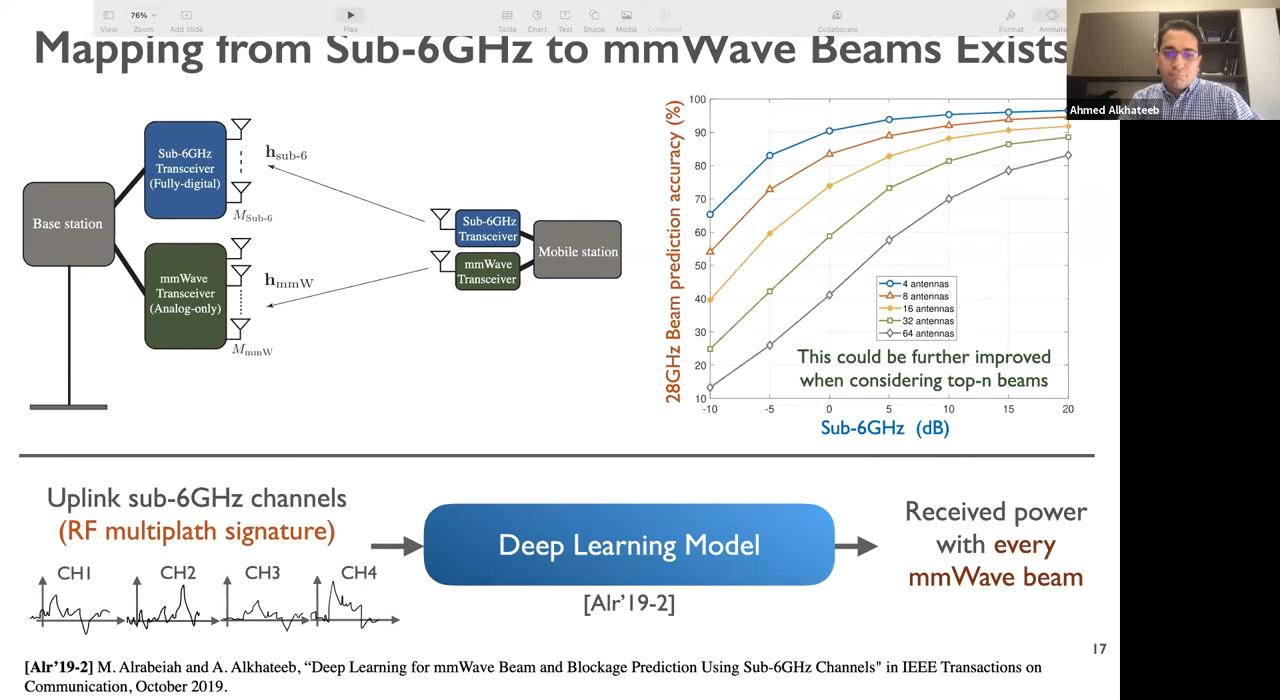 View
76%
Zoom
Add Slide
Play
Table
Chart
Text
Shape
Media
Comment
Collaborate
Format
Animate
Mapping from Sub-6GHz to mmWave Beams Exists
Ahmed Alkhateeb
Base station
Sub-6GHz
Transceiver
(Fully-digital)
M_Sub-6
h_sub-6
mmWave
Transceiver
(Analog-only)
M_mmW
h_mmW
Sub-6GHz
Transceiver
mmWave
Transceiver
Mobile station
28GHz Beam prediction accuracy (%)
100
90
80
70
60
50
40
30
20
10
-10
-5
0
5
10
15
20
4 antennas
8 antennas
16 antennas
32 antennas
64 antennas
This could be further improved
when considering top-n beams
Sub-6GHz (dB)
Uplink sub-6GHz channels
(RF multiplath signature)
CH1
CH2
CH3
CH4
Deep Learning Model
[Alr'19-2]
Received power
with every
mmWave beam
17
[Alr'19-2] M. Alrabeiah and A. Alkhateeb, “Deep Learning for mmWave Beam and Blockage Prediction Using Sub-6GHz Channels" in IEEE Transactions on
Communication, October 2019.